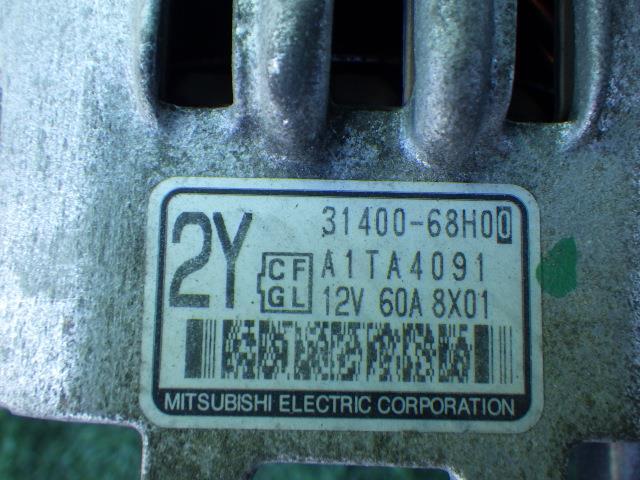 2Y
31400-68H00
CF
GL
A1TA4091
12V 60A 8X01
MITSUBISHI ELECTRIC CORPORATION